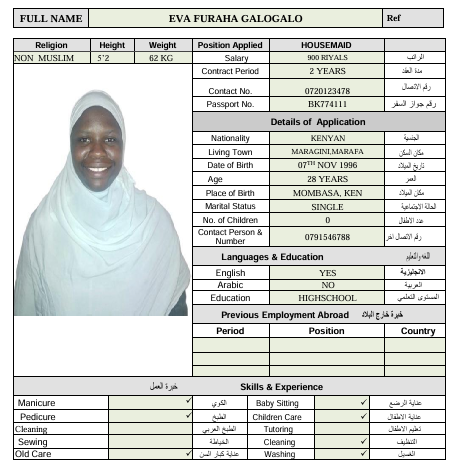 FULL NAME EVA FURAHA GALOGALO Ref
Religion Height Weight Position Applied HOUSEMAID
NON MUSLIM 5’2 62 KG Salary 900 RIYALS الراتب
Contract Period 2 YEARS مدة العقد
Contact No. 0720123478 رقم الاتصال
Passport No. BK774111 رقم جواز السفر
Details of Application
Nationality KENYAN الجنسية
Living Town MARAGINI,MARAFA مكان السكن
Date of Birth 07TH NOV 1996 تاريخ الميلاد
Age 28 YEARS العمر
Place of Birth MOMBASA, KEN مكان الميلاد
Marital Status SINGLE الحالة الاجتماعية
No. of Children 0 عدد الاطفال
Contact Person & Number 0791546788 رقم الاتصال اخر
Languages & Education
English YES الانجليزية
Arabic NO العربية
Education HIGHSCHOOL المستوى التعلمي
Previous Employment Abroad خبرة خارج البلاد
Period Position Country
خبرة العمل Skills & Experience
Manicure ✓ الكوي Baby Sitting ✓ عناية الرضع
Pedicure ✓ الطبخ Children Care ✓ عناية الاطفال
Cleaning الطبخ العربي Tutoring تعليم الاطفال
Sewing الخياطة Cleaning ✓ التنظيف
Old Care ✓ عناية كبار السن Washing ✓ الغسيل